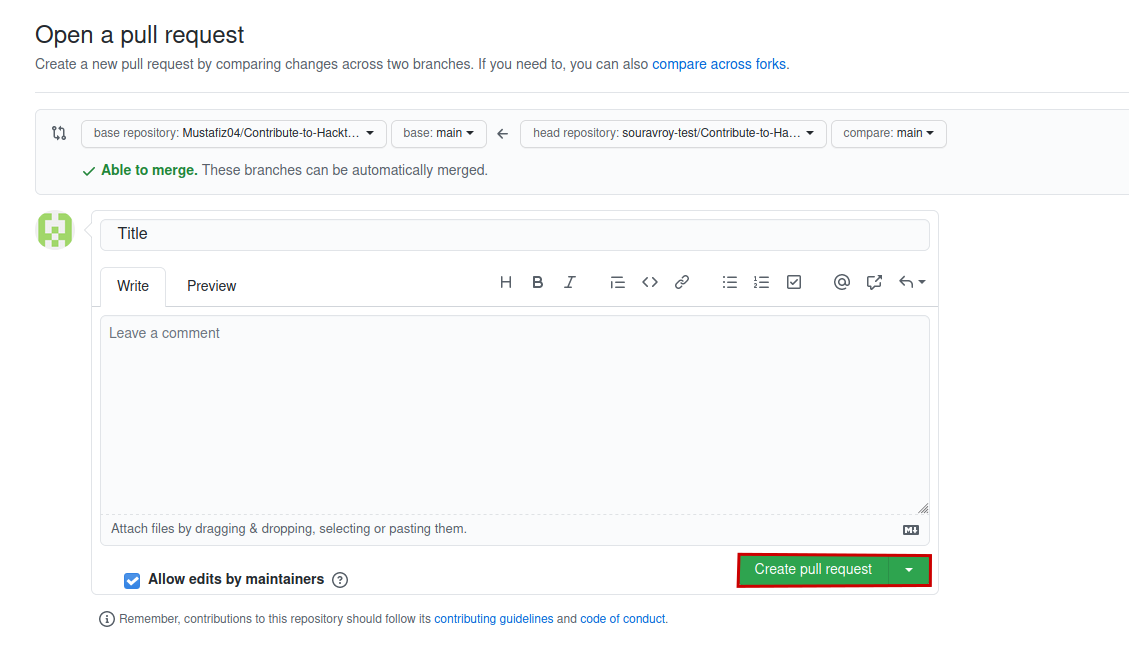 Open a pull request
Create a new pull request by comparing changes across two branches. If you need to, you can also compare across forks.
base repository: Mustafiz04/Contribute-to-Hackt... base: main head repository: souravroy-test/Contribute-to-Ha... compare: main
Able to merge. These branches can be automatically merged.
Title
Write Preview
Leave a comment
Attach files by dragging & dropping, selecting or pasting them.
Allow edits by maintainers
Create pull request
Remember, contributions to this repository should follow its contributing guidelines and code of conduct.